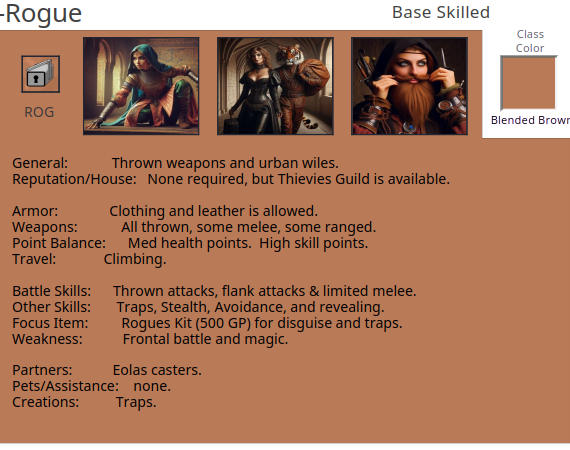 -Rogue
Base Skilled
Class
Color
Blended Brown
ROG
General: Thrown weapons and urban wiles.
Reputation/House: None required, but Thievies Guild is available.
Armor: Clothing and leather is allowed.
Weapons: All thrown, some melee, some ranged.
Point Balance: Med health points. High skill points.
Travel: Climbing.
Battle Skills: Thrown attacks, flank attacks & limited melee.
Other Skills: Traps, Stealth, Avoidance, and revealing.
Focus Item: Rogues Kit (500 GP) for disguise and traps.
Weakness: Frontal battle and magic.
Partners: Eolas casters.
Pets/Assistance: none.
Creations: Traps.